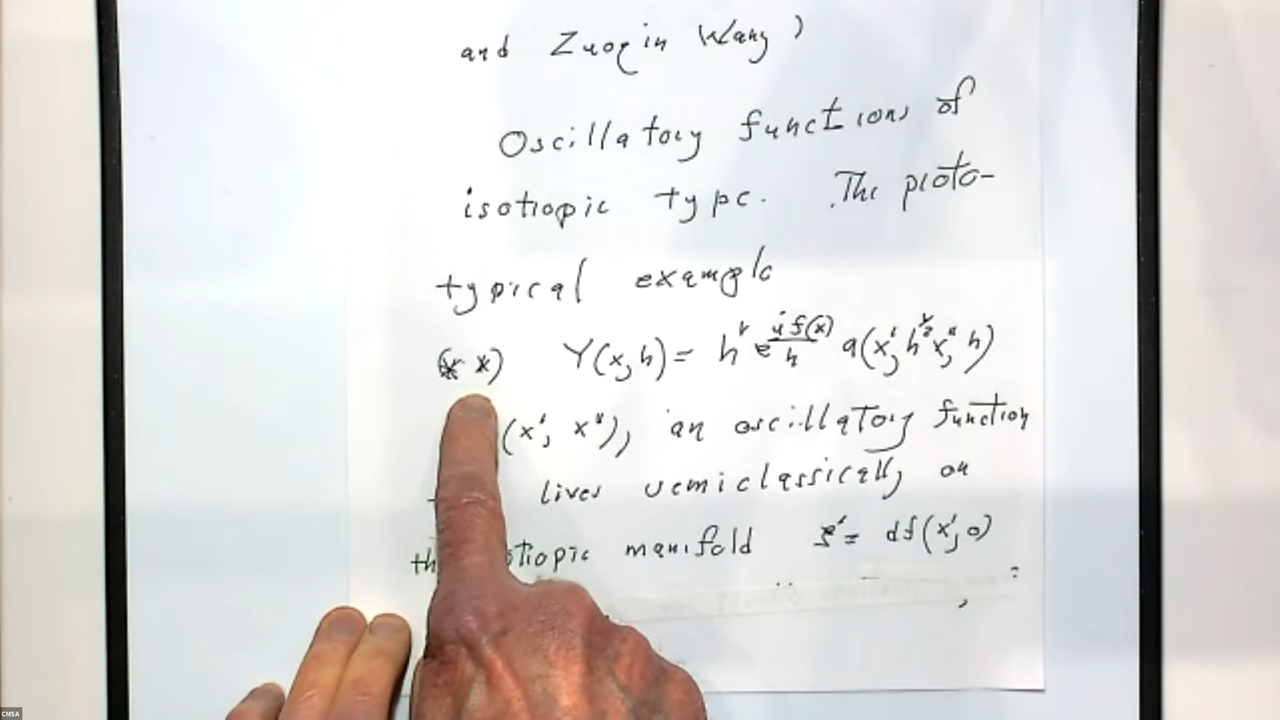 and Zuoqin Wang)
Oscillatory functions of
isotropic type. The proto-
typical example
(**) Υ(x,h) = h^r e^{i f(x)/h} a(x', h^{-1/2} x'', h)
(x', x''), an oscillatory function
lives semiclassically on
manifold ξ' = df(x', 0)
CMSA